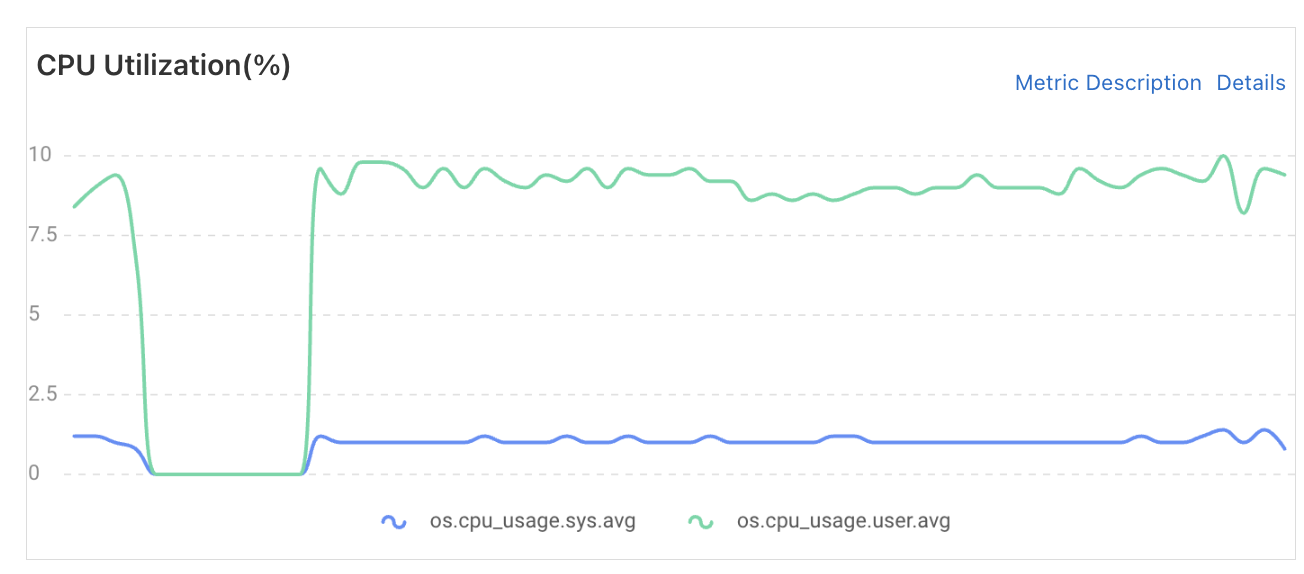 CPU Utilization(%)
Metric Description Details
10
7.5
5
2.5
0
os.cpu_usage.sys.avg os.cpu_usage.user.avg